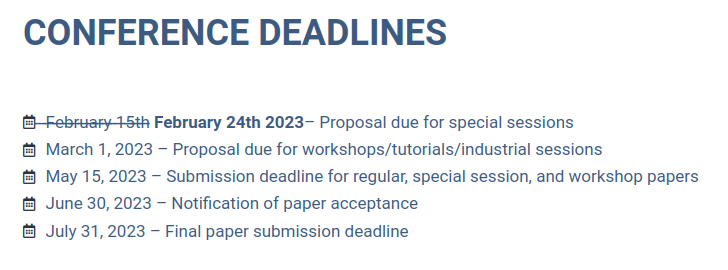 CONFERENCE DEADLINES
February 15th February 24th 2023– Proposal due for special sessions
March 1, 2023 – Proposal due for workshops/tutorials/industrial sessions
May 15, 2023 – Submission deadline for regular, special session, and workshop papers
June 30, 2023 – Notification of paper acceptance
July 31, 2023 – Final paper submission deadline